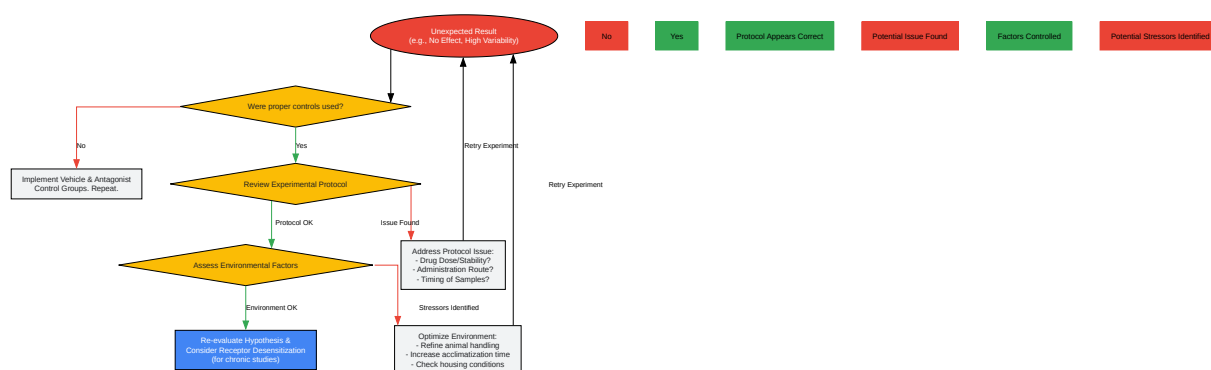 Unexpected Result
(e.g., No Effect, High Variability)
No
Yes
Protocol Appears Correct
Potential Issue Found
Factors Controlled
Potential Stressors Identified
Were proper controls used?
No
Yes
Retry Experiment
Implement Vehicle & Antagonist
Control Groups. Repeat.
Review Experimental Protocol
Retry Experiment
Protocol OK
Issue Found
Address Protocol Issue:
- Drug Dose/Stability?
- Administration Route?
- Timing of Samples?
Assess Environmental Factors
Environment OK
Stressors Identified
Re-evaluate Hypothesis &
Consider Receptor Desensitization
(for chronic studies)
Optimize Environment:
- Refine animal handling
- Increase acclimatization time
- Check housing conditions